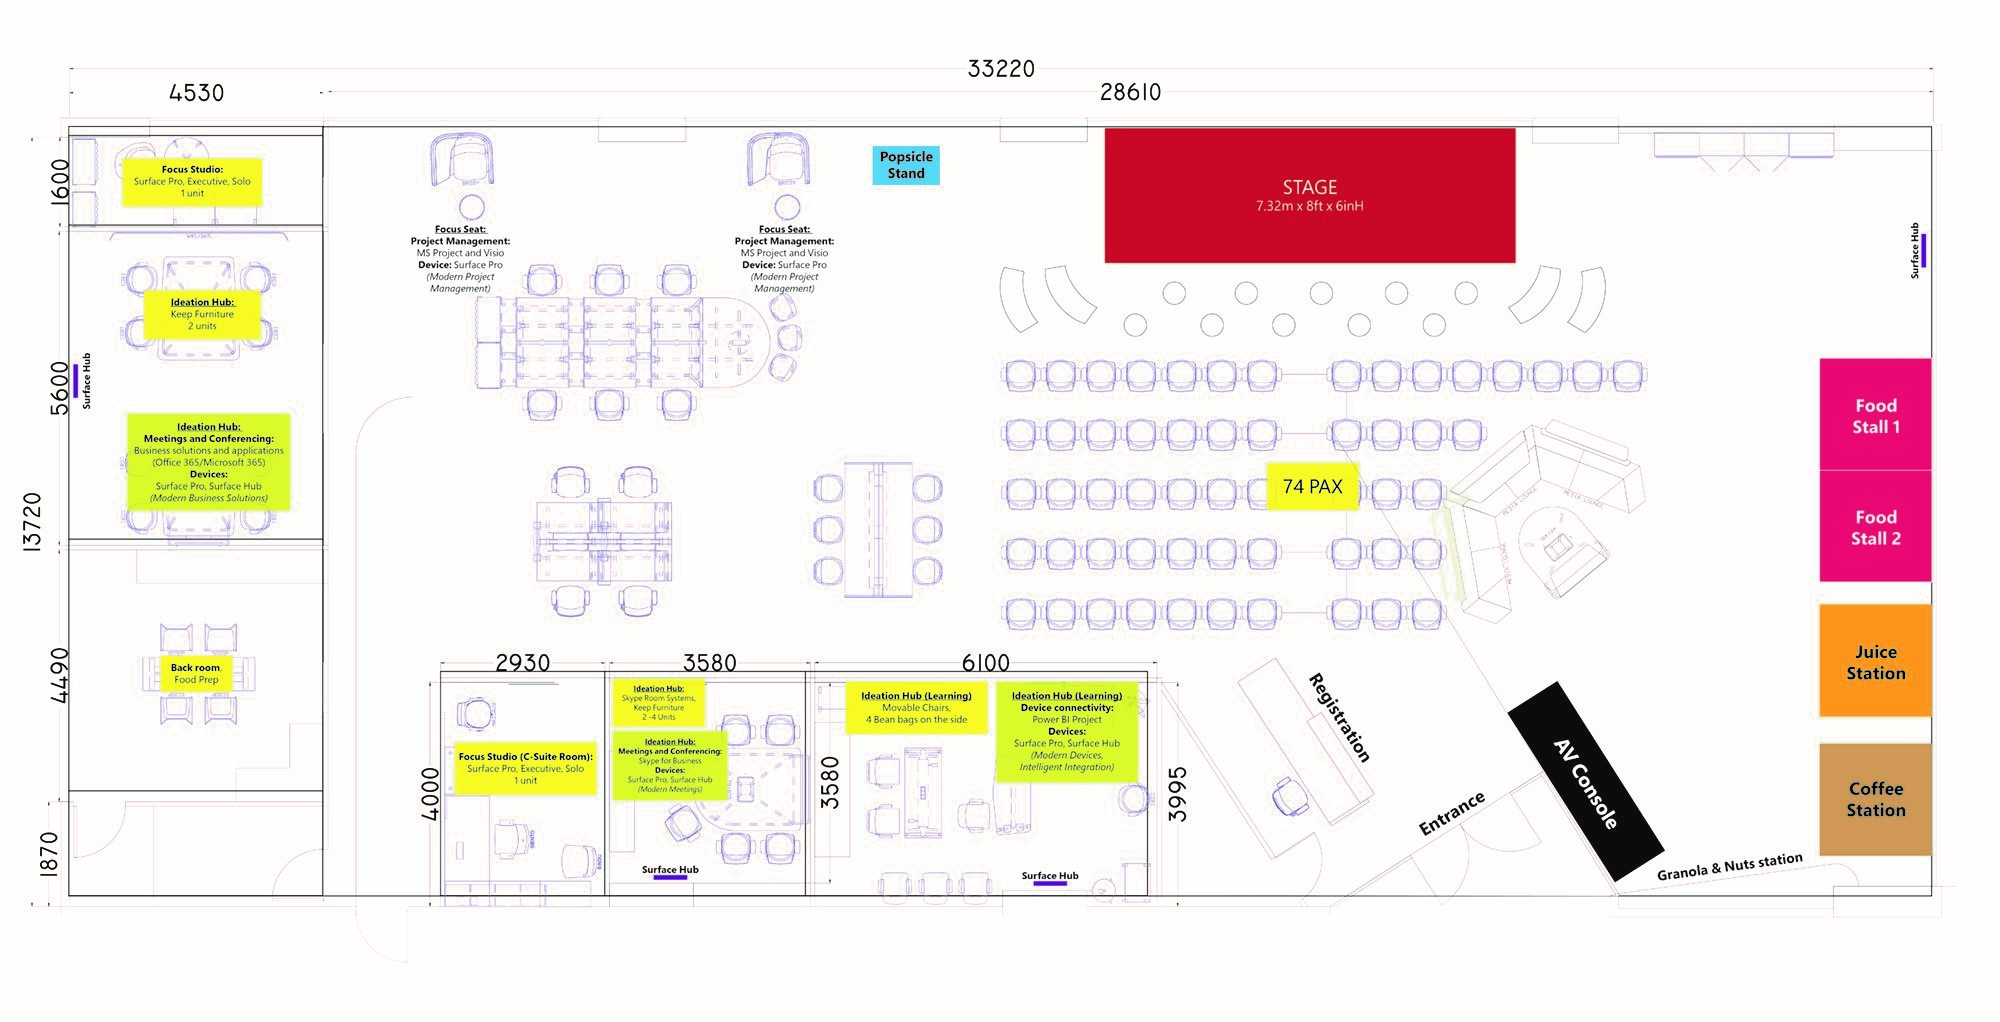 33220
4530
28610
1600
5600
13720
4490
1870
Focus Studio:
Surface Pro, Executive, Solo
1 unit
Ideation Hub:
Keep Furniture
2 units
Surface Hub
Ideation Hub:
Meetings and Conferencing:
Business solutions and applications
(Office 365/Microsoft 365)
Devices:
Surface Pro, Surface Hub
(Modern Business Solutions)
Back room,
Food Prep
Focus Seat:
Project Management:
MS Project and Visio
Device: Surface Pro
(Modern Project
Management)
Focus Seat:
Project Management:
MS Project and Visio
Device: Surface Pro
(Modern Project
Management)
Popsicle
Stand
STAGE
7.32m x 8ft x 6inH
Surface Hub
74 PAX
Food
Stall 1
Food
Stall 2
Juice
Station
Coffee
Station
2930
3580
6100
4000
3580
3995
Focus Studio (C-Suite Room):
Surface Pro, Executive, Solo
1 unit
Ideation Hub:
Skype Room Systems,
Keep Furniture
2 -4 Units
Ideation Hub:
Meetings and Conferencing:
Skype for Business
Devices:
Surface Pro, Surface Hub
(Modern Meetings)
Surface Hub
Ideation Hub (Learning)
Movable Chairs,
4 Bean bags on the side
Ideation Hub (Learning)
Device connectivity:
Power BI Project
Devices:
Surface Pro, Surface Hub
(Modern Devices,
Intelligent Integration)
Surface Hub
Registration
Entrance
AV Console
Granola & Nuts station